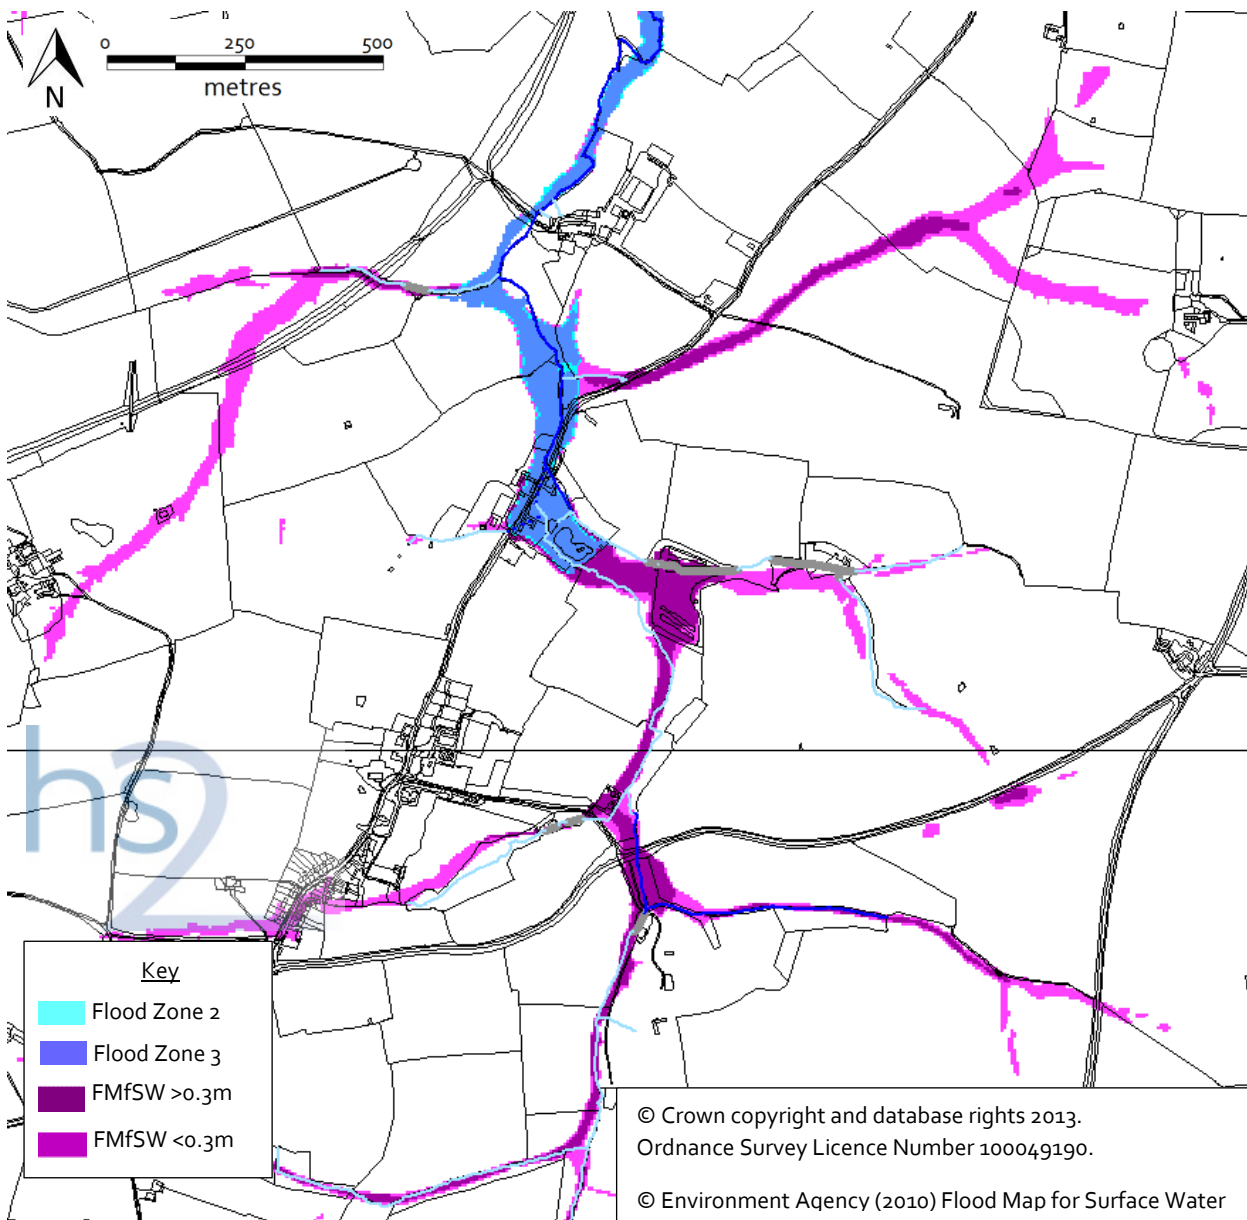 0 250 500
metres
N
hs2
Key
Flood Zone 2
Flood Zone 3
FMfSW >0.3m
FMfSW <0.3m
© Crown copyright and database rights 2013.
Ordnance Survey Licence Number 100049190.
© Environment Agency (2010) Flood Map for Surface Water